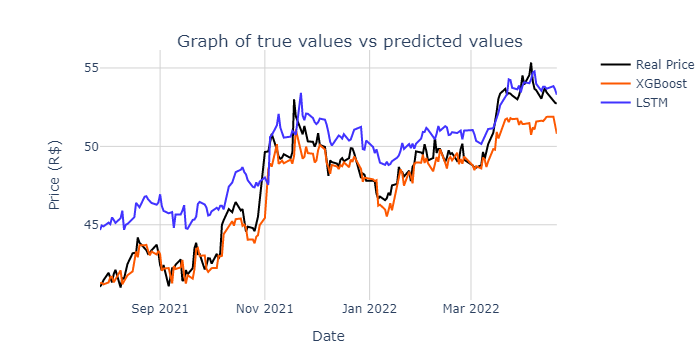 Graph of true values vs predicted values
Real Price
XGBoost
LSTM
55
50
45
Price (R$)
Sep 2021
Nov 2021
Jan 2022
Mar 2022
Date